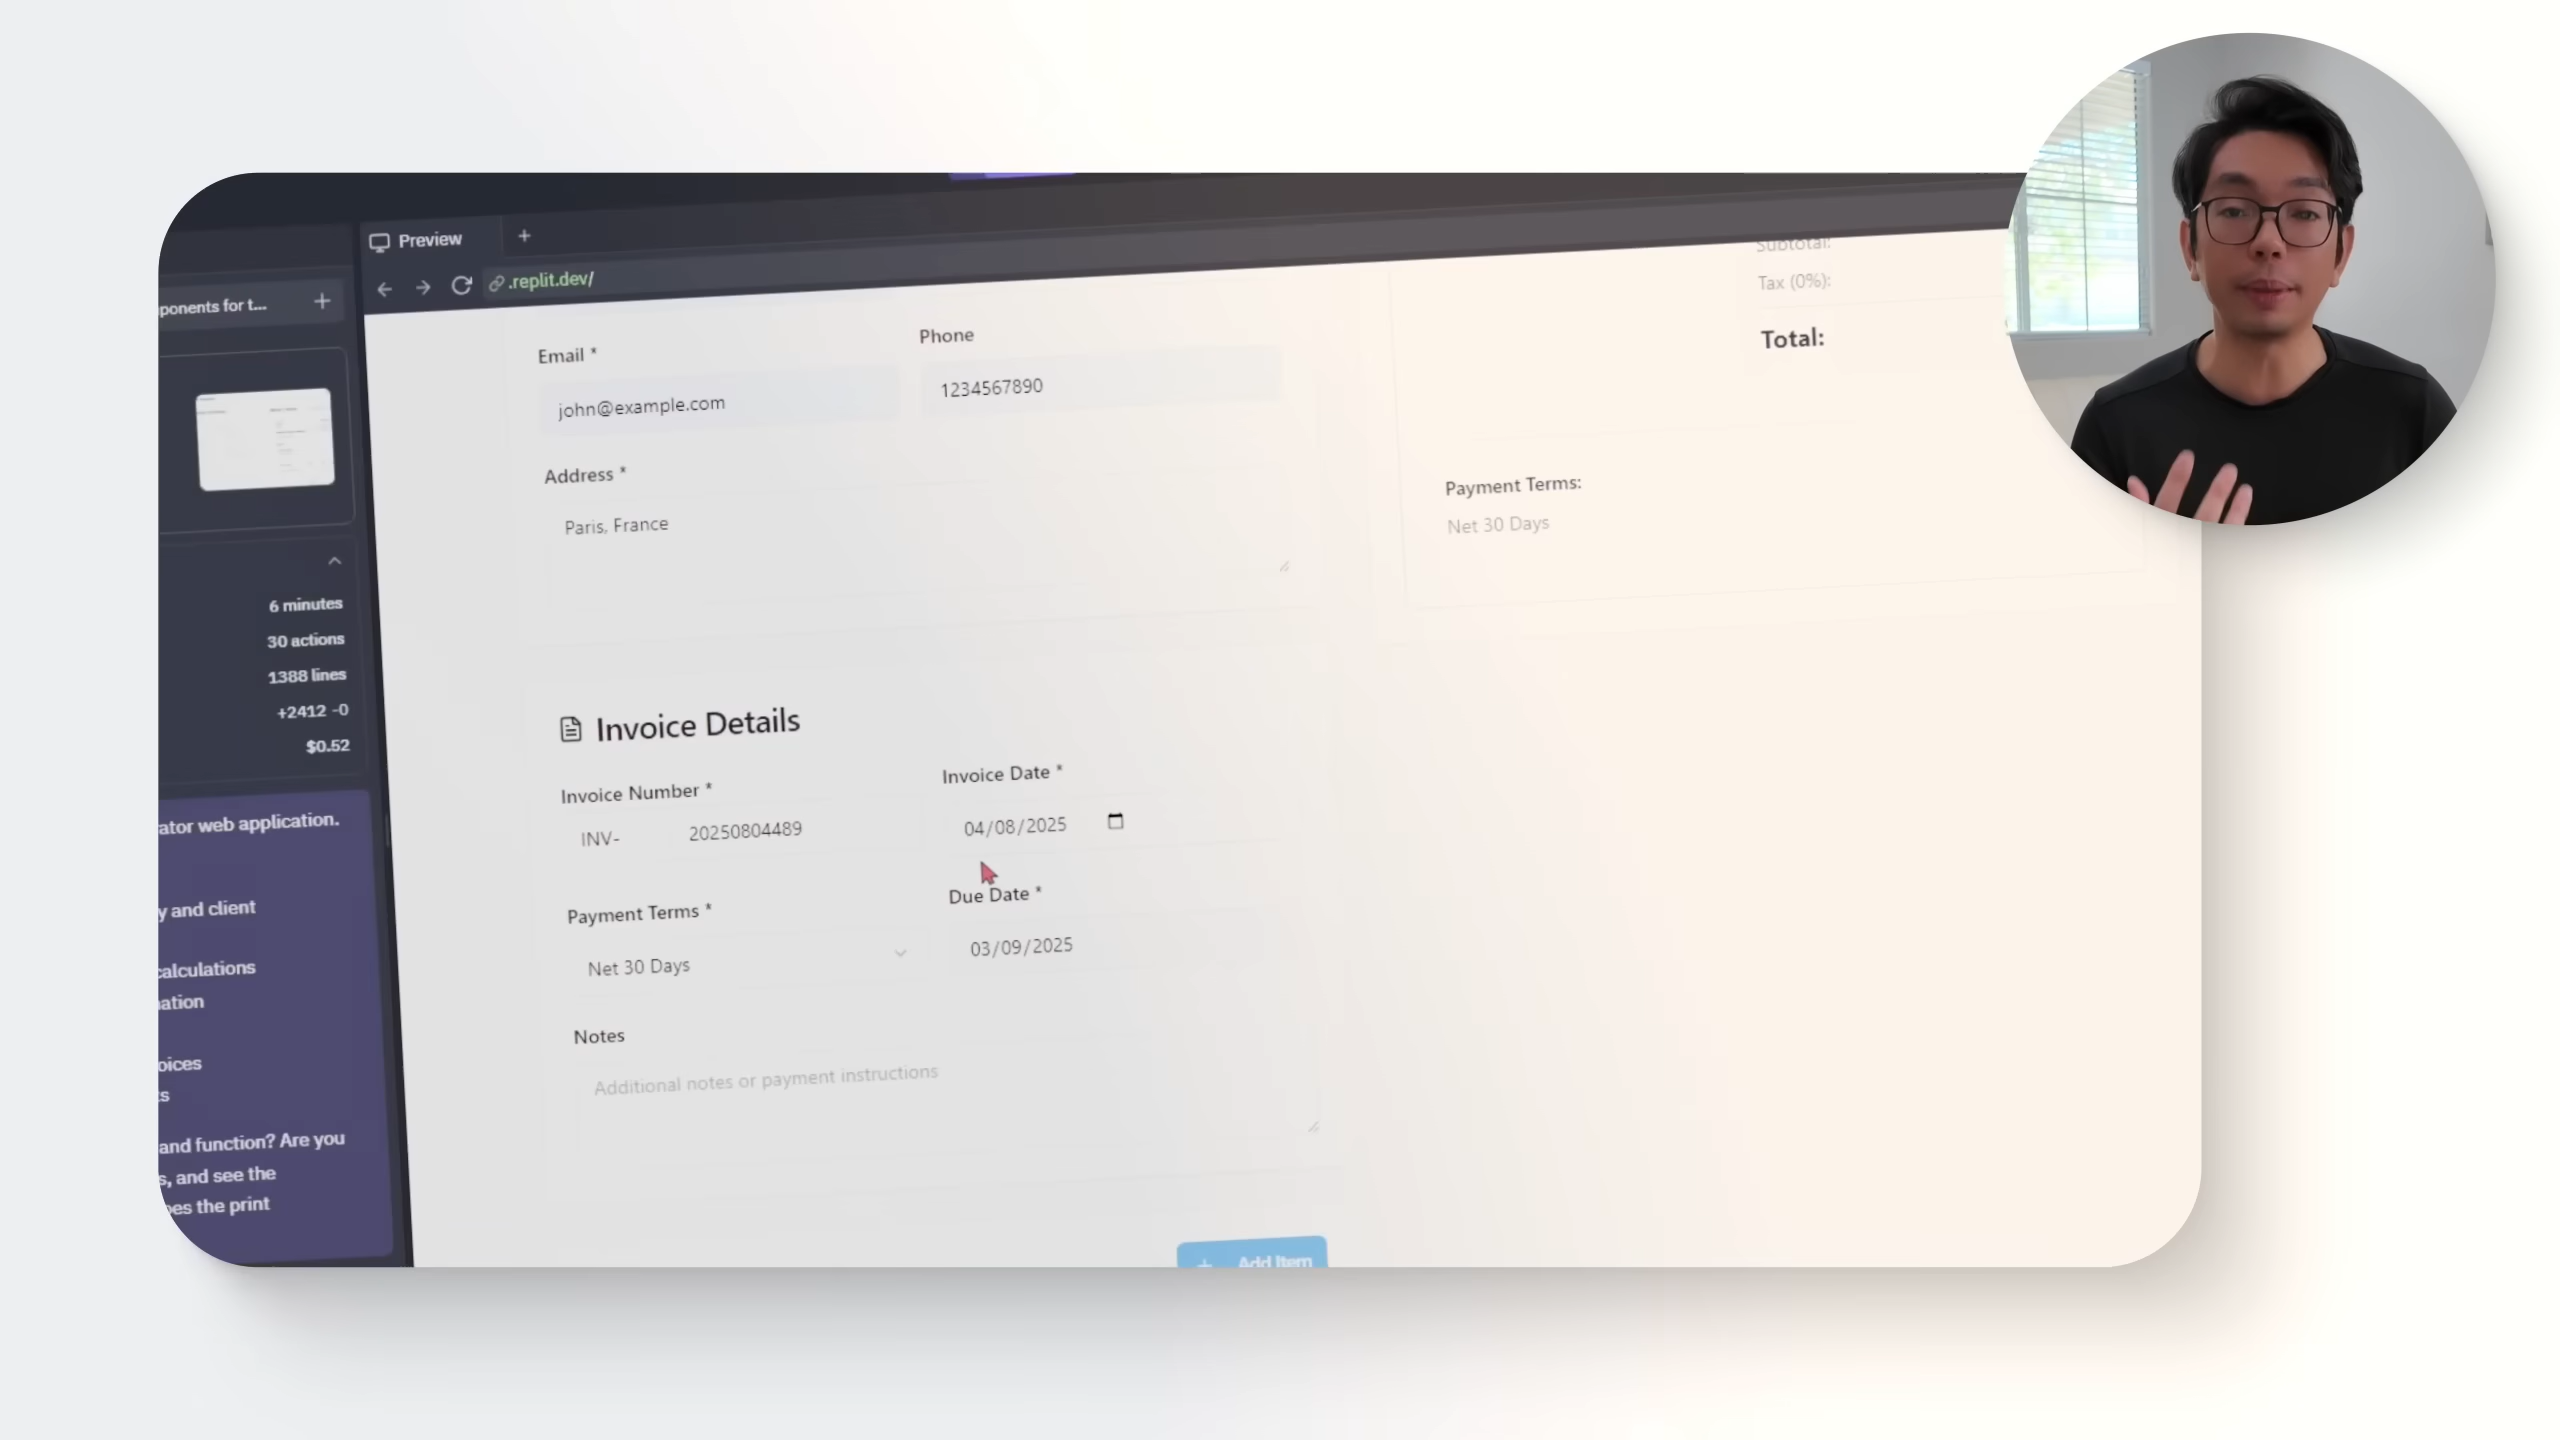 Preview
.replit.dev/
ponents for t...
6 minutes
30 actions
1388 lines
+2412 -0
$0.52
ator web application.
y and client
calculations
ation
oices
s
and function? Are you
s, and see the
oes the print
Email *
john@example.com
Phone
1234567890
Address *
Paris, France
Invoice Details
Invoice Number *
INV-
20250804489
Invoice Date *
04/08/2025
Payment Terms *
Net 30 Days
Due Date *
03/09/2025
Notes
Additional notes or payment instructions
Add Item
Subtotal:
Tax (0%):
Total:
Payment Terms:
Net 30 Days